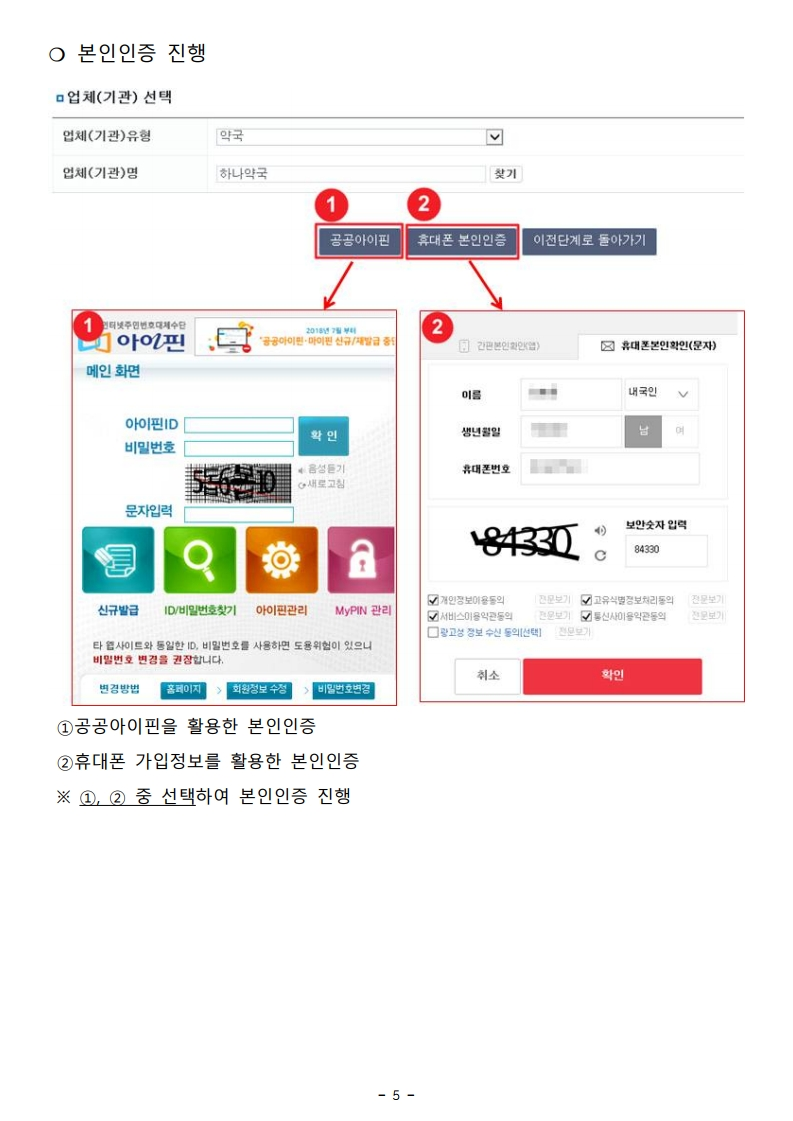 ❍ 본인인증 진행
업체(기관) 선택
업체(기관)유형 약국
업체(기관)명 하나약국 찾기
1 2
공공아이핀 휴대폰 본인인증 이전단계로 돌아가기
1 인터넷주민번호대체수단
아이핀
2018년 7월 부터
"공공아이핀·마이핀 신규/재발급 중단
메인 화면
아이핀ID
비밀번호
확 인
음성듣기
새로고침
문자입력
신규발급 ID/비밀번호찾기 아이핀관리 MyPIN 관리
타 웹사이트와 동일한 ID, 비밀번호를 사용하면 도용위험이 있으니
비밀번호 변경을 권장합니다.
변경방법 홈페이지 > 회원정보 수정 > 비밀번호변경
2
간편본인확인(앱) 휴대폰본인확인(문자)
이름 내국인
생년월일 남 여
휴대폰번호
84330 보안숫자 입력
84330
개인정보이용동의 전문보기 고유식별정보처리동의 전문보기
서비스이용약관동의 전문보기 통신사이용약관동의 전문보기
광고성 정보 수신 동의[선택] 전문보기
취소 확인
①공공아이핀을 활용한 본인인증
②휴대폰 가입정보를 활용한 본인인증
※ ①, ② 중 선택하여 본인인증 진행
- 5 -